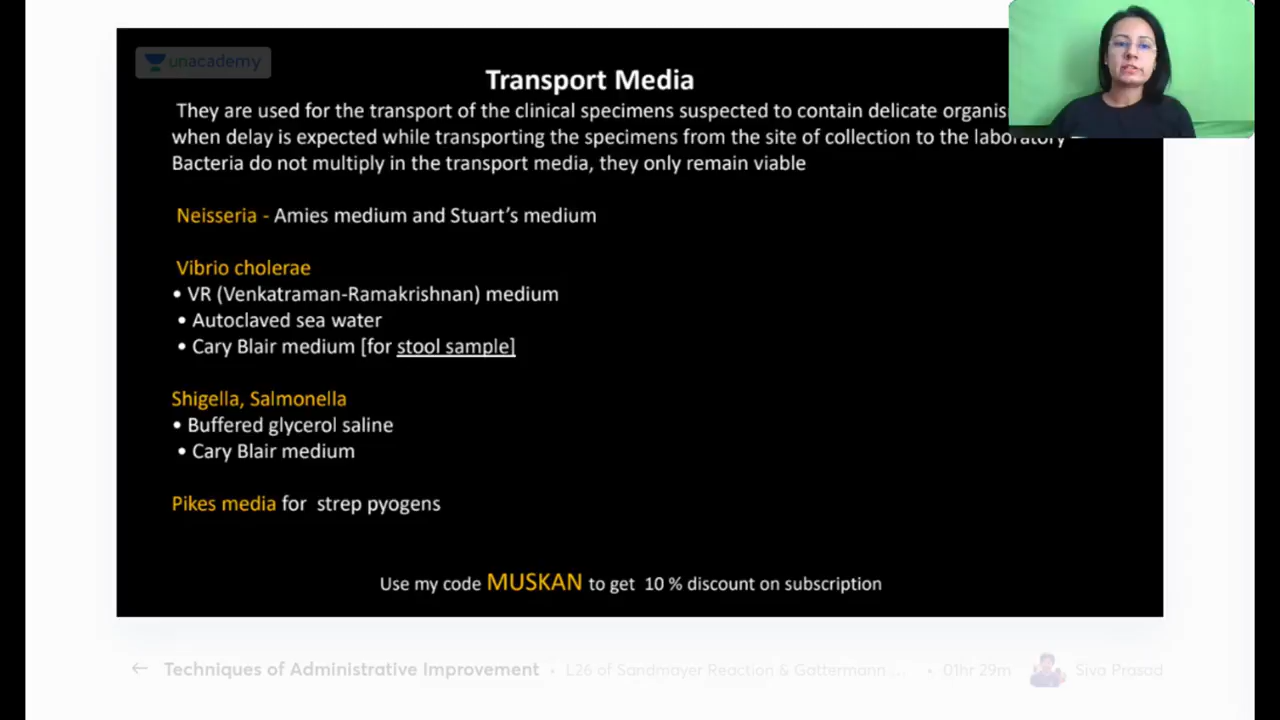 unacademy
Transport Media
They are used for the transport of the clinical specimens suspected to contain delicate
when delay is expected while transporting the specimens from the site of collection to the laboratory
Bacteria do not multiply in the transport media, they only remain viable
Neisseria - Amies medium and Stuart's medium
Vibrio cholerae
• VR (Venkatraman-Ramakrishnan) medium
• Autoclaved sea water
• Cary Blair medium [for stool sample]
Shigella, Salmonella
• Buffered glycerol saline
• Cary Blair medium
Pikes media for strep pyogens
Use my code MUSKAN to get 10 % discount on subscription
← Techniques of Administrative Improvement • L26 of Sandmayer Reaction & Gattermann ... • 01hr 29m Siva Prasad